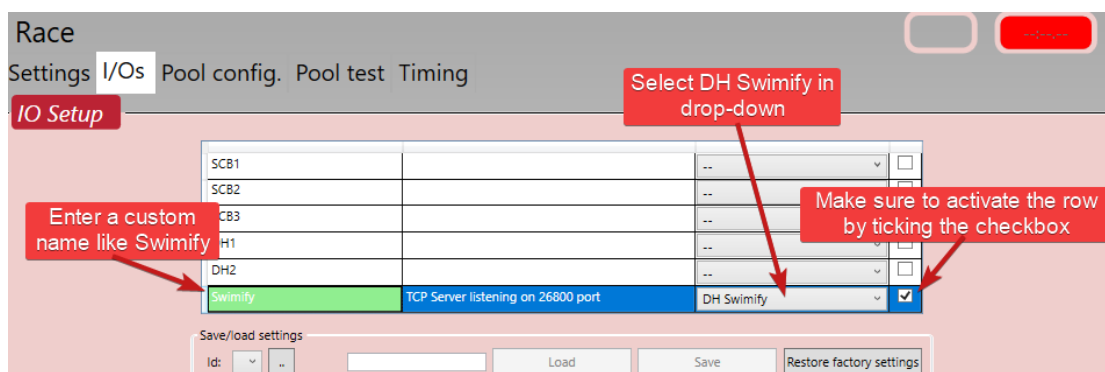 Race
--:--.--
Settings I/Os Pool config. Pool test Timing
Select DH Swimify in
drop-down
IO Setup
SCB1 --
SCB2 --
Make sure to activate the row
by ticking the checkbox
Enter a custom
name like Swimify
CB3 --
H1 --
DH2 --
Swimify TCP Server listening on 26800 port DH Swimify
Save/load settings
Id: .. Load Save Restore factory settings